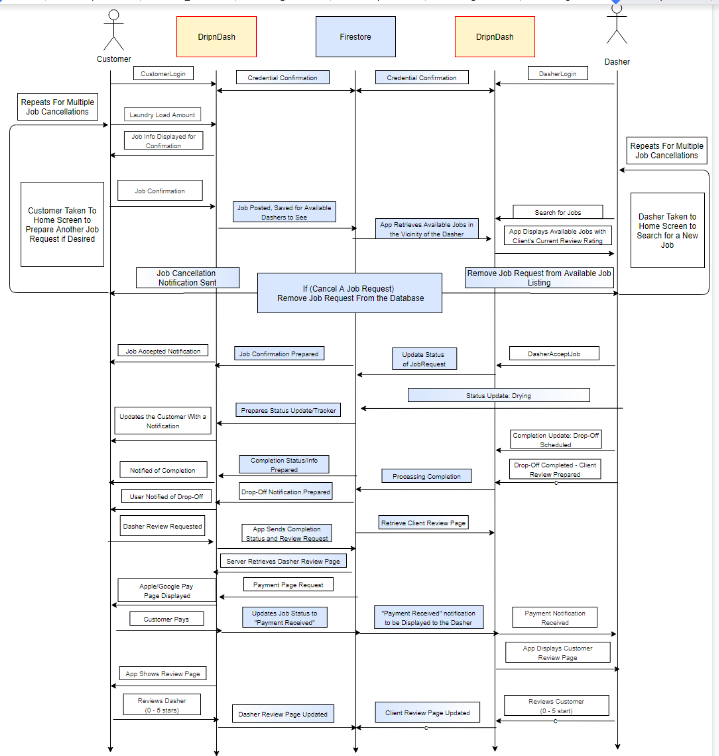 DripnDash
Firestore
DripnDash
Customer
Dasher
CustomerLogin
Credential Confirmation
Credential Confirmation
DasherLogin
Repeats For Multiple
Job Cancellations
Laundry Load Amount
Job Info Displayed for
Confirmation
Repeats For Multiple
Job Cancellations
Job Confirmation
Customer Taken To
Home Screen to
Prepare Another Job
Request if Desired
Job Posted, Saved for Available
Dashers to See
Search for Jobs
App Retrieves Available Jobs in
the Vicinity of the Dasher
App Displays Available Jobs with
Client's Current Review Rating
Dasher Taken to
Home Screen to
Search for a New
Job
Job Cancellation
Notification Sent
If (Cancel A Job Request)
Remove Job Request From the Database
Remove Job Request from Available Job
Listing
Job Accepted Notification
Job Confirmation Prepared
Update Status
of JobRequest
DasherAcceptJob
Status Update: Drying
Prepares Status Update/Tracker
Updates the Customer With a
Notification
Completion Update: Drop-Off
Scheduled
Notified of Completion
Completion Status/Info
Prepared
Processing Completion
Drop-Off Completed - Client
Review Prepared
User Notified of Drop-Off
Drop-Off Notification Prepared
Dasher Review Requested
App Sends Completion
Status and Review Request
Retrieve Client Review Page
Server Retrieves Dasher Review Page
Apple/Google Pay
Page Displayed
Payment Page Request
Customer Pays
Updates Job Status to
"Payment Received"
"Payment Received" notification
to be Displayed to the Dasher
Payment Notification
Received
App Displays Customer
Review Page
App Shows Review Page
Reviews Dasher
(0 - 5 stars)
Dasher Review Page Updated
Client Review Page Updated
Reviews Customer
(0 - 5 start)